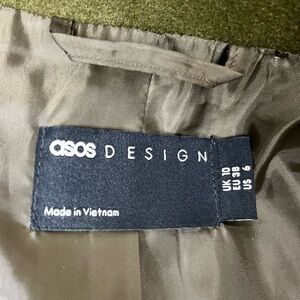 asos DESIGN
Made in Vietnam
UK 10
EU 38
US 6